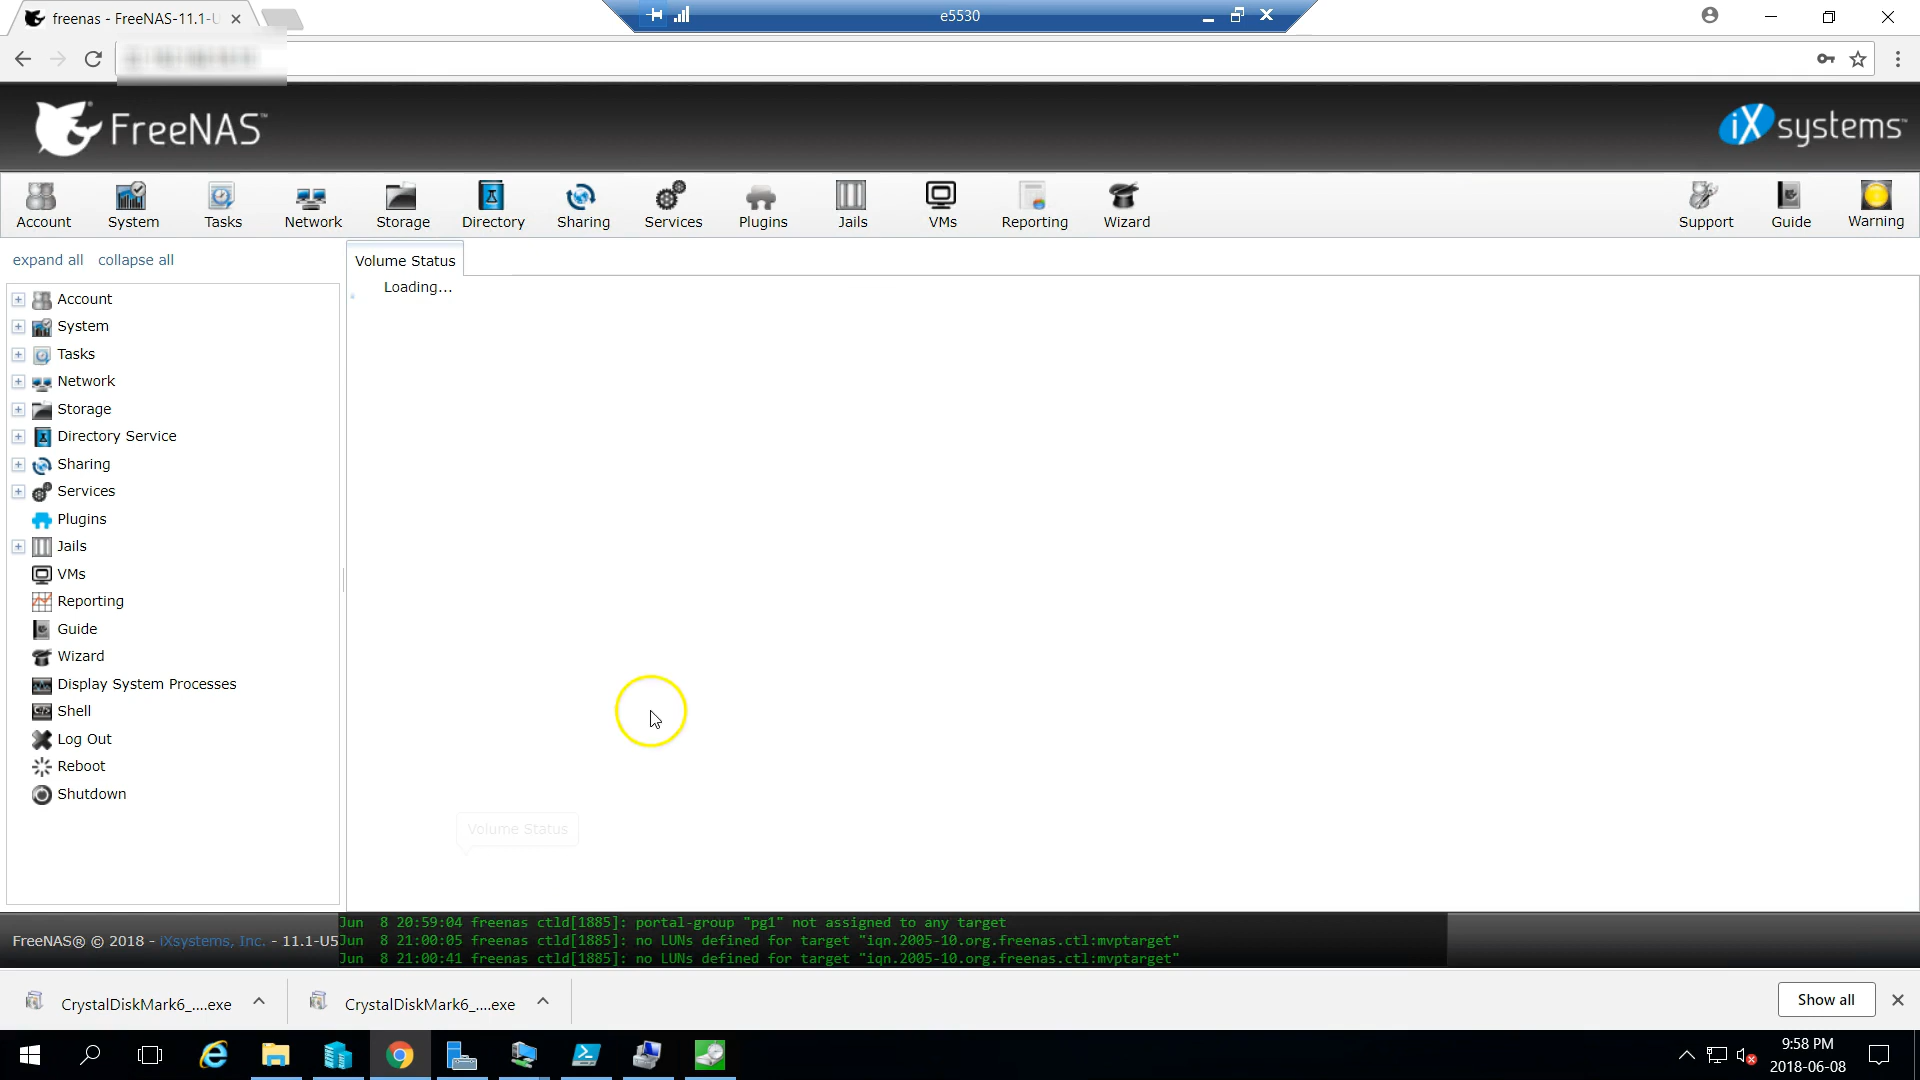 freenas - FreeNAS-11.1-U
e5530
FreeNAS™
iXsystems™
Account
System
Tasks
Network
Storage
Directory
Sharing
Services
Plugins
Jails
VMs
Reporting
Wizard
Support
Guide
Warning
expand all collapse all
Volume Status
Loading...
Account
System
Tasks
Network
Storage
Directory Service
Sharing
Services
Plugins
Jails
VMs
Reporting
Guide
Wizard
Display System Processes
Shell
Log Out
Reboot
Shutdown
Volume Status
FreeNAS® © 2018 - iXsystems, Inc. - 11.1-U5
Jun  8 20:59:04 freenas ctld[1885]: portal-group "pg1" not assigned to any target
Jun  8 21:00:05 freenas ctld[1885]: no LUNs defined for target "iqn.2005-10.org.freenas.ctl:mvptarget"
Jun  8 21:00:41 freenas ctld[1885]: no LUNs defined for target "iqn.2005-10.org.freenas.ctl:mvptarget"
CrystalDiskMark6_....exe
CrystalDiskMark6_....exe
Show all
9:58 PM
2018-06-08